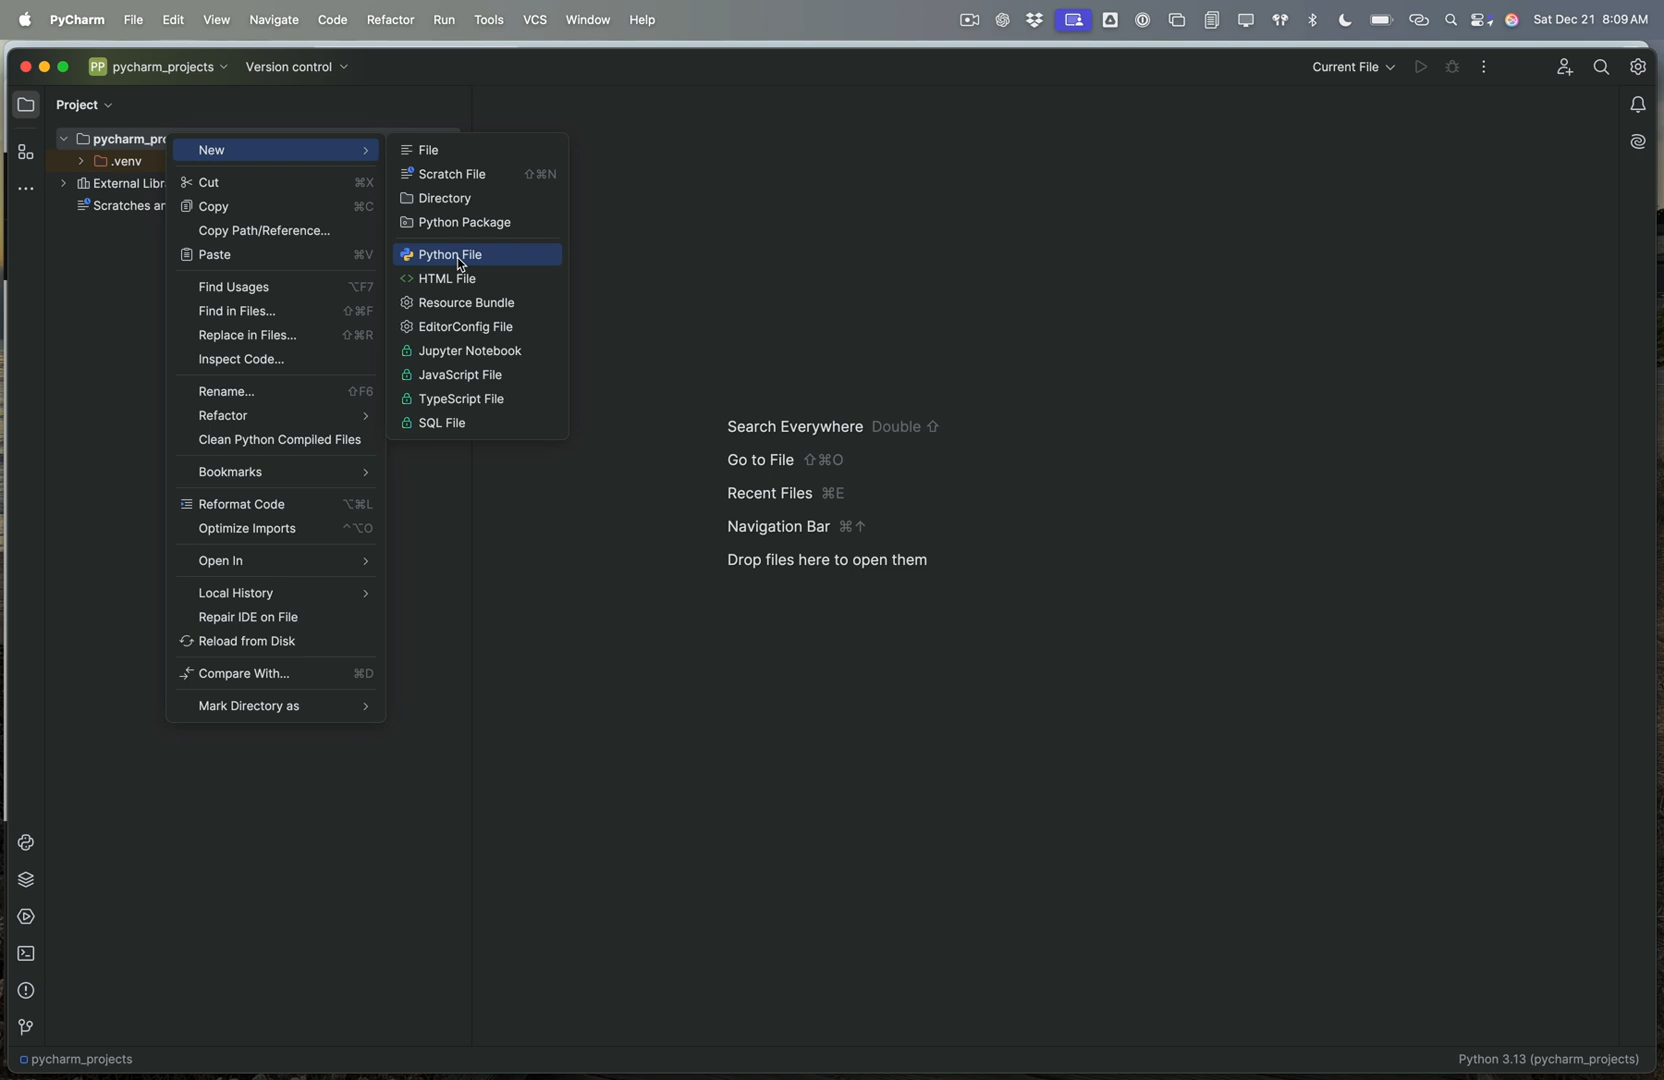 PyCharm File Edit View Navigate Code Refactor Run Tools VCS Window Help Sat Dec 21 8:09 AM
PP pycharm_projects Version control Current File
Project
pycharm_pro
.venv
External Libr
Scratches an
New
Cut ⌘X
Copy ⌘C
Copy Path/Reference...
Paste ⌘V
Find Usages ⌥F7
Find in Files... ⇧⌘F
Replace in Files... ⇧⌘R
Inspect Code...
Rename... ⇧F6
Refactor
Clean Python Compiled Files
Bookmarks
Reformat Code ⌥⌘L
Optimize Imports ^⌥O
Open In
Local History
Repair IDE on File
Reload from Disk
Compare With... ⌘D
Mark Directory as
File
Scratch File ⇧⌘N
Directory
Python Package
Python File
HTML File
Resource Bundle
EditorConfig File
Jupyter Notebook
JavaScript File
TypeScript File
SQL File
Search Everywhere Double ⇧
Go to File ⇧⌘O
Recent Files ⌘E
Navigation Bar ⌘↑
Drop files here to open them
pycharm_projects Python 3.13 (pycharm_projects)